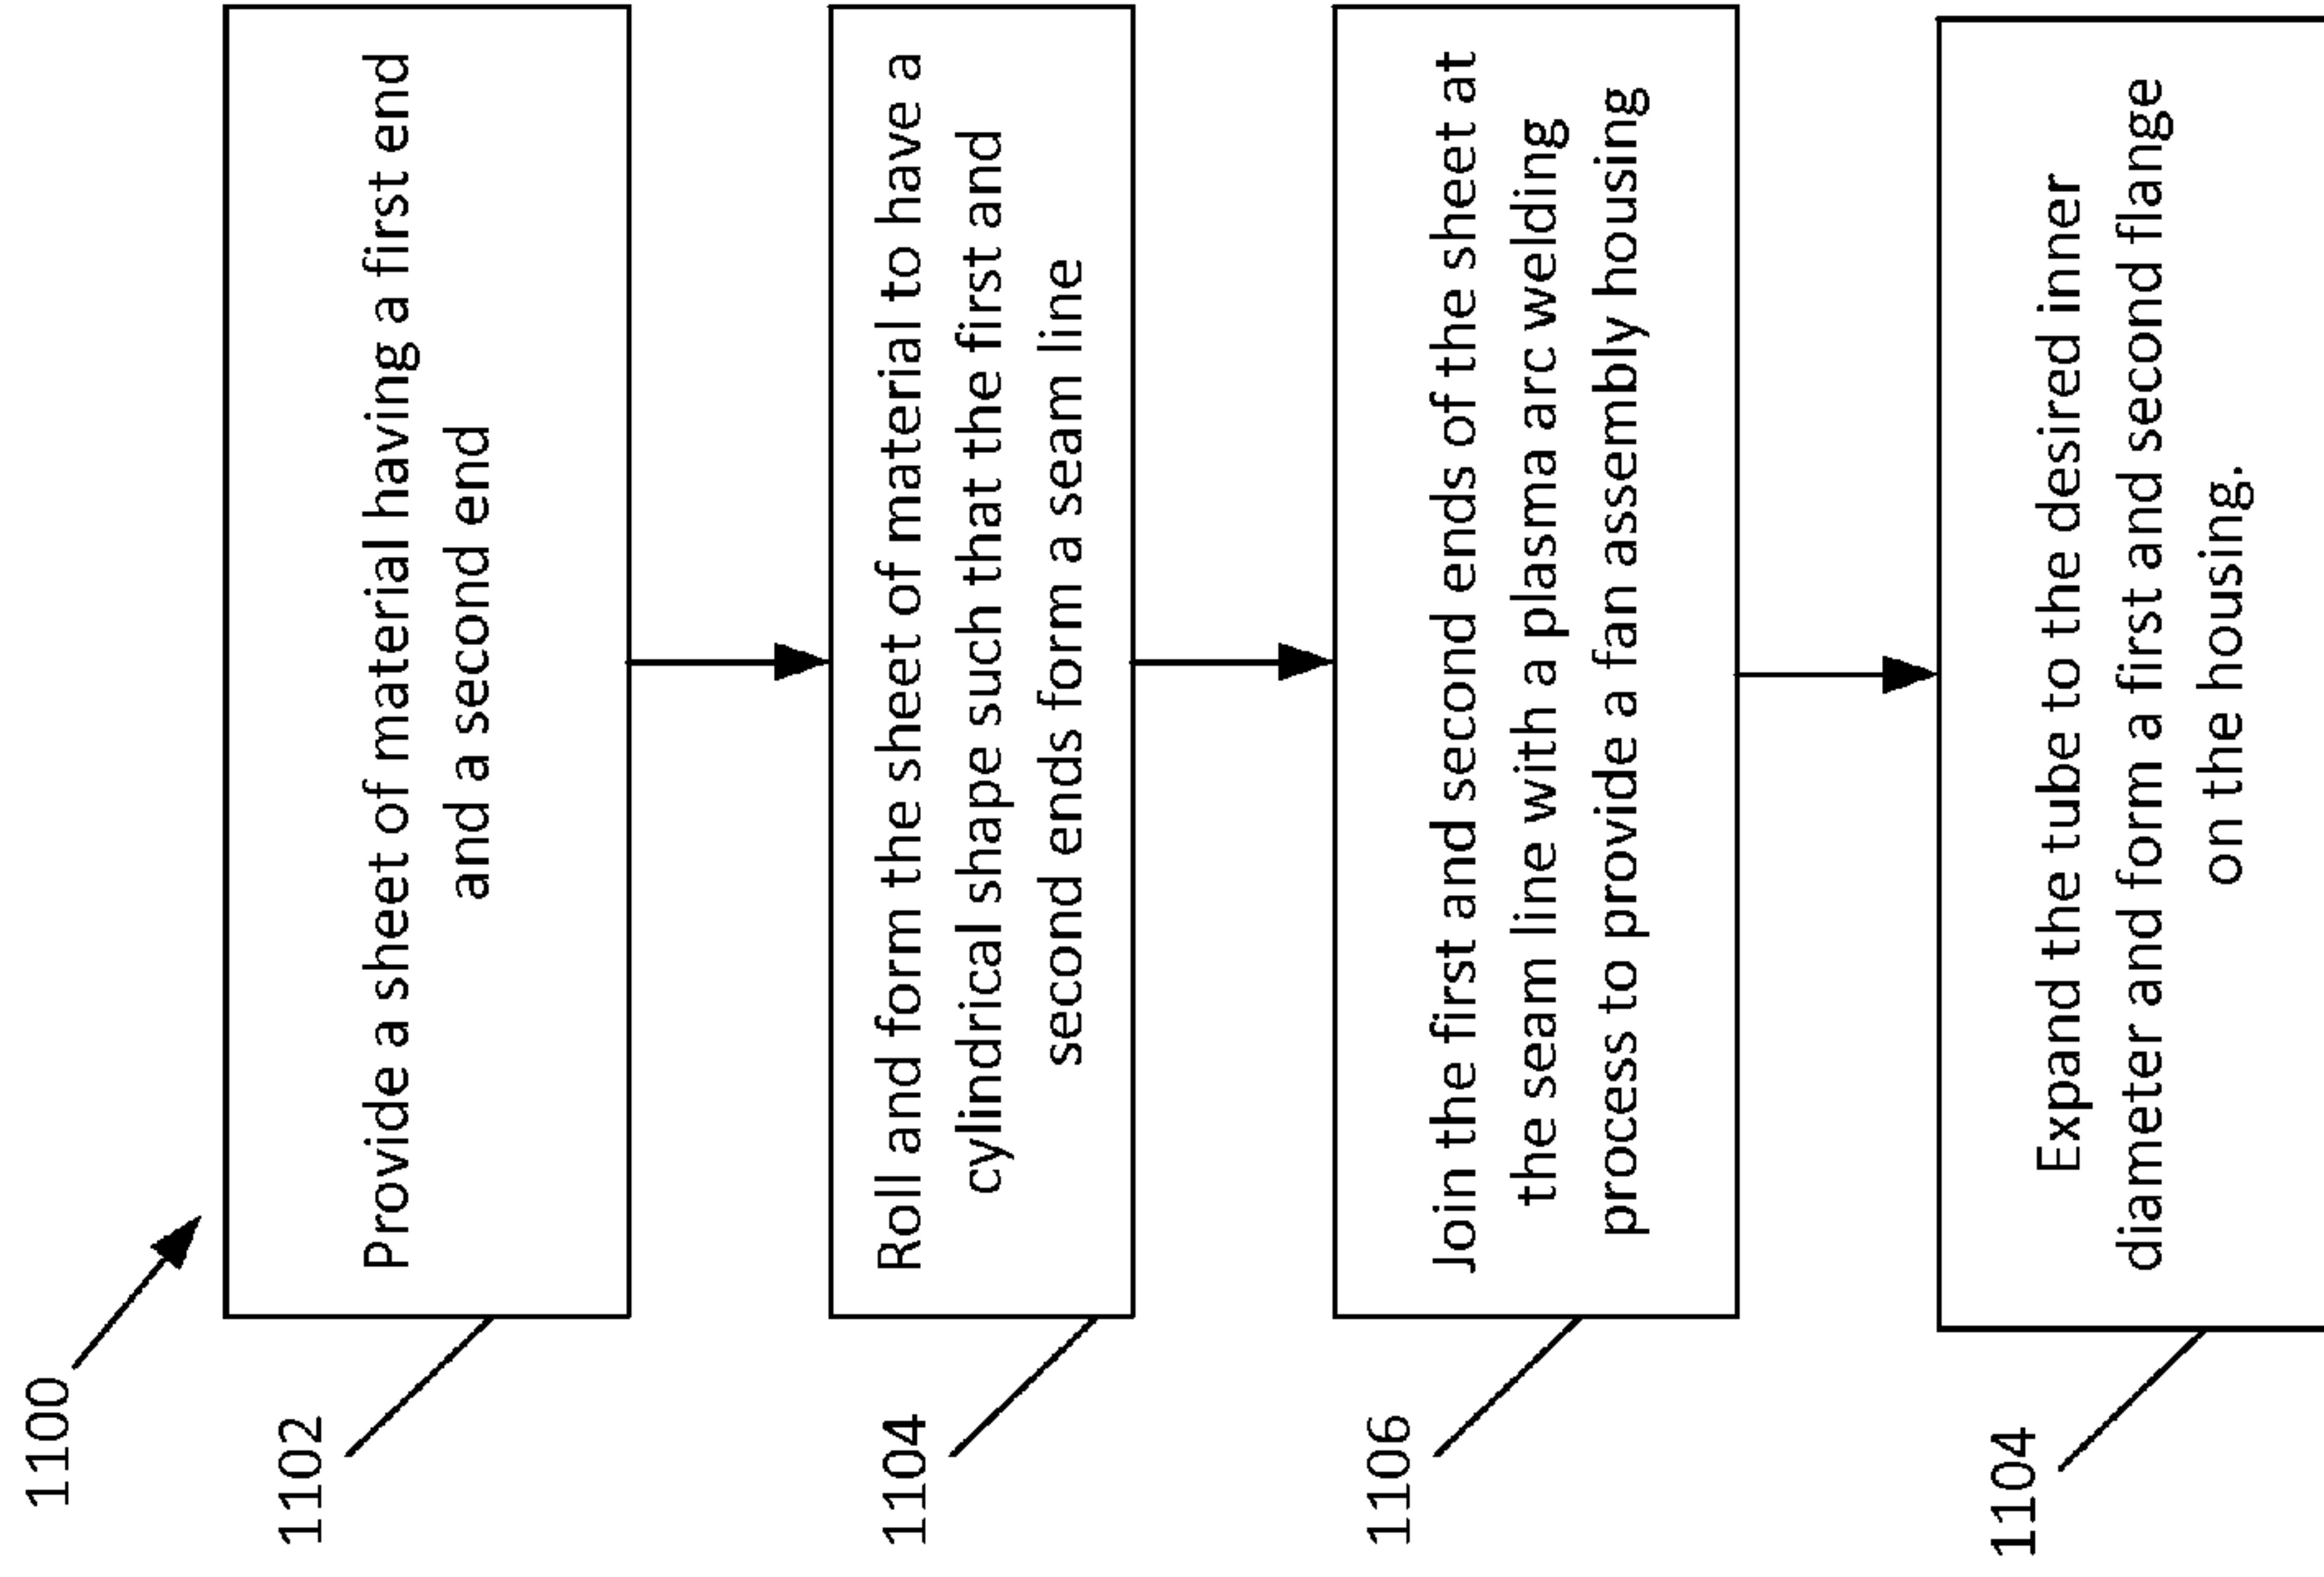 1100
1102
Provide a sheet of material having a first end
and a second end
1104
Roll and form the sheet of material to have a
cylindrical shape such that the first and
second ends form a seam line
1106
Join the first and second ends of the sheet at
the seam line with a plasma arc welding
process to provide a fan assembly housing
1104
Expand the tube to the desired inner
diameter and form a first and second flange
on the housing.